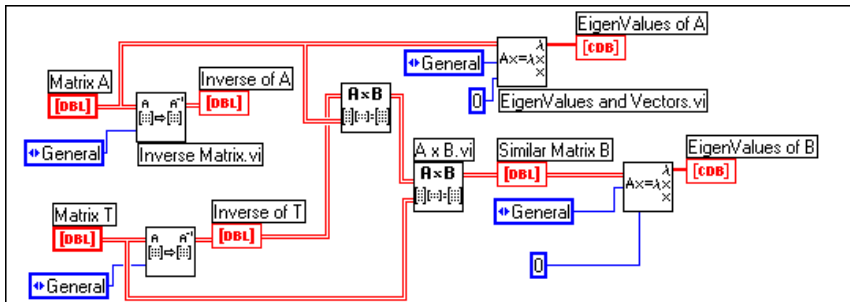 EigenValues of A
[CDB]
λ
Ax=λx
x
General
0
EigenValues and Vectors.vi
Matrix A
[DBL]
A A⁻¹
Inverse of A
[DBL]
General
Inverse Matrix.vi
A×B
A x B.vi
A×B
Similar Matrix B
[DBL]
λ
Ax=λx
x
EigenValues of B
[CDB]
General
0
Matrix T
[DBL]
A A⁻¹
Inverse of T
[DBL]
General